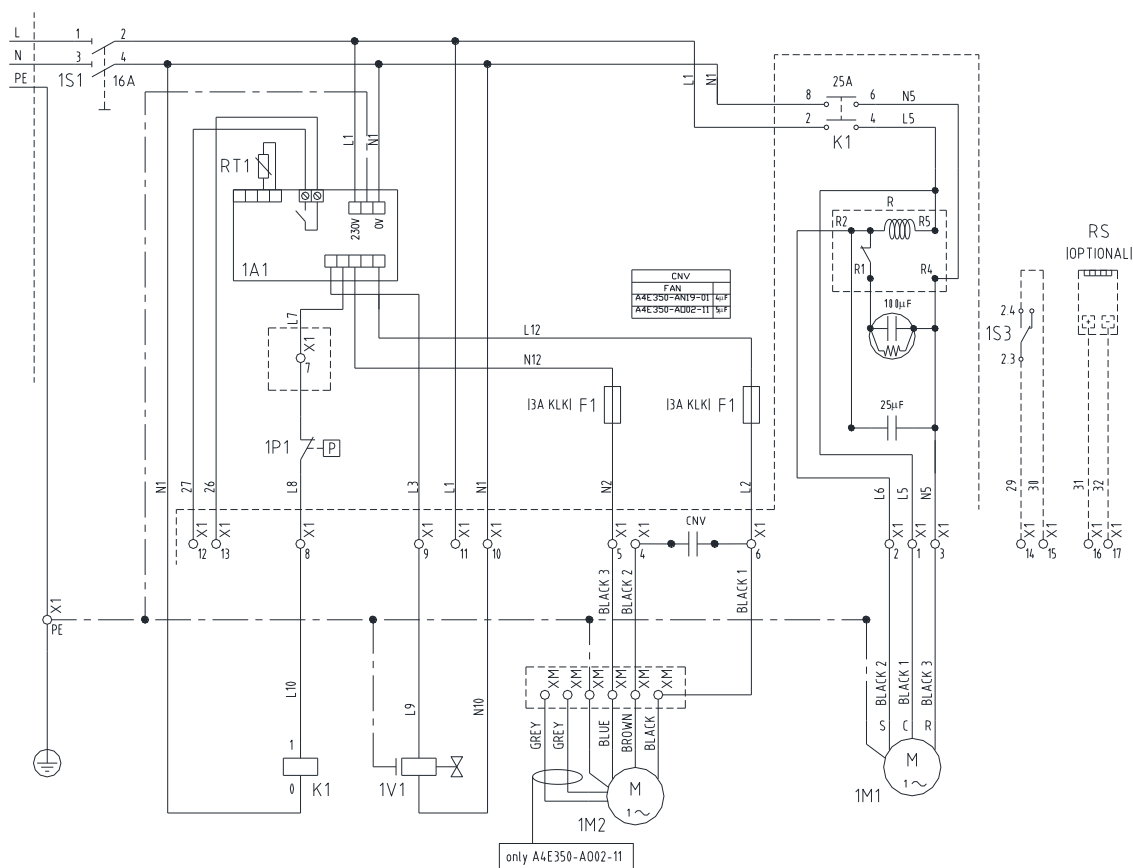 L 1 2
N 3 4
PE 1S1 16A
L1 N1
25A
8 6 N5
2 4 L5
K1
RT1
L1 N1
230V 0V
1A1
R
R2 R5
R1 R4
100µF
25µF
RS
|OPTIONAL|
CNV
FAN
A4E350-AN19-01 4µF
A4E350-AO02-11 5µF
2.4
1S3
2.3
+ -
L7
X1
7
L12
N12
|3A KLK| F1
|3A KLK| F1
1P1 P
N1 27 26 L8 L3 L1 N1 N2 L2 L6 L5 N5 29 30 31 32
CNV
X1 X1 X1 X1 X1 X1 X1 X1 X1 X1 X1 X1 X1 X1 X1 X1
12 13 8 9 11 10 5 4 6 2 1 3 14 15 16 17
BLACK 3 BLACK 2 BLACK 1
X1
PE
XM XM XM XM XM XM
L10 L9 N10
GREY GREY BLUE BROWN BLACK
BLACK 2 BLACK 1 BLACK 3
S C R
1
0 K1
1V1
M
1~
1M2
M
1~
1M1
only A4E350-AO02-11